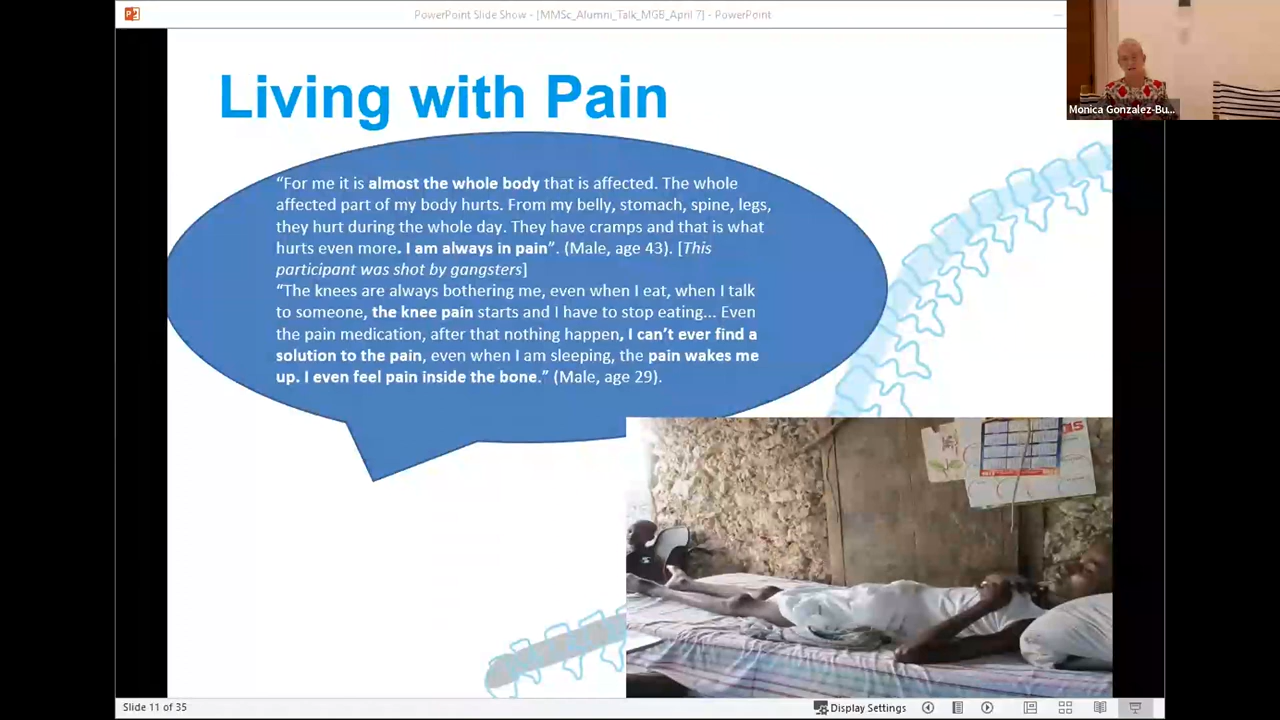 PowerPoint Slide Show - [MMSc_Alumni_Talk_MGB_April 7] - PowerPoint
Monica Gonzalez-Bu...
Living with Pain
“For me it is almost the whole body that is affected. The whole
affected part of my body hurts. From my belly, stomach, spine, legs,
they hurt during the whole day. They have cramps and that is what
hurts even more. I am always in pain”. (Male, age 43). [This
participant was shot by gangsters]
“The knees are always bothering me, even when I eat, when I talk
to someone, the knee pain starts and I have to stop eating... Even
the pain medication, after that nothing happen, I can’t ever find a
solution to the pain, even when I am sleeping, the pain wakes me
up. I even feel pain inside the bone.” (Male, age 29).
Slide 11 of 35
Display Settings